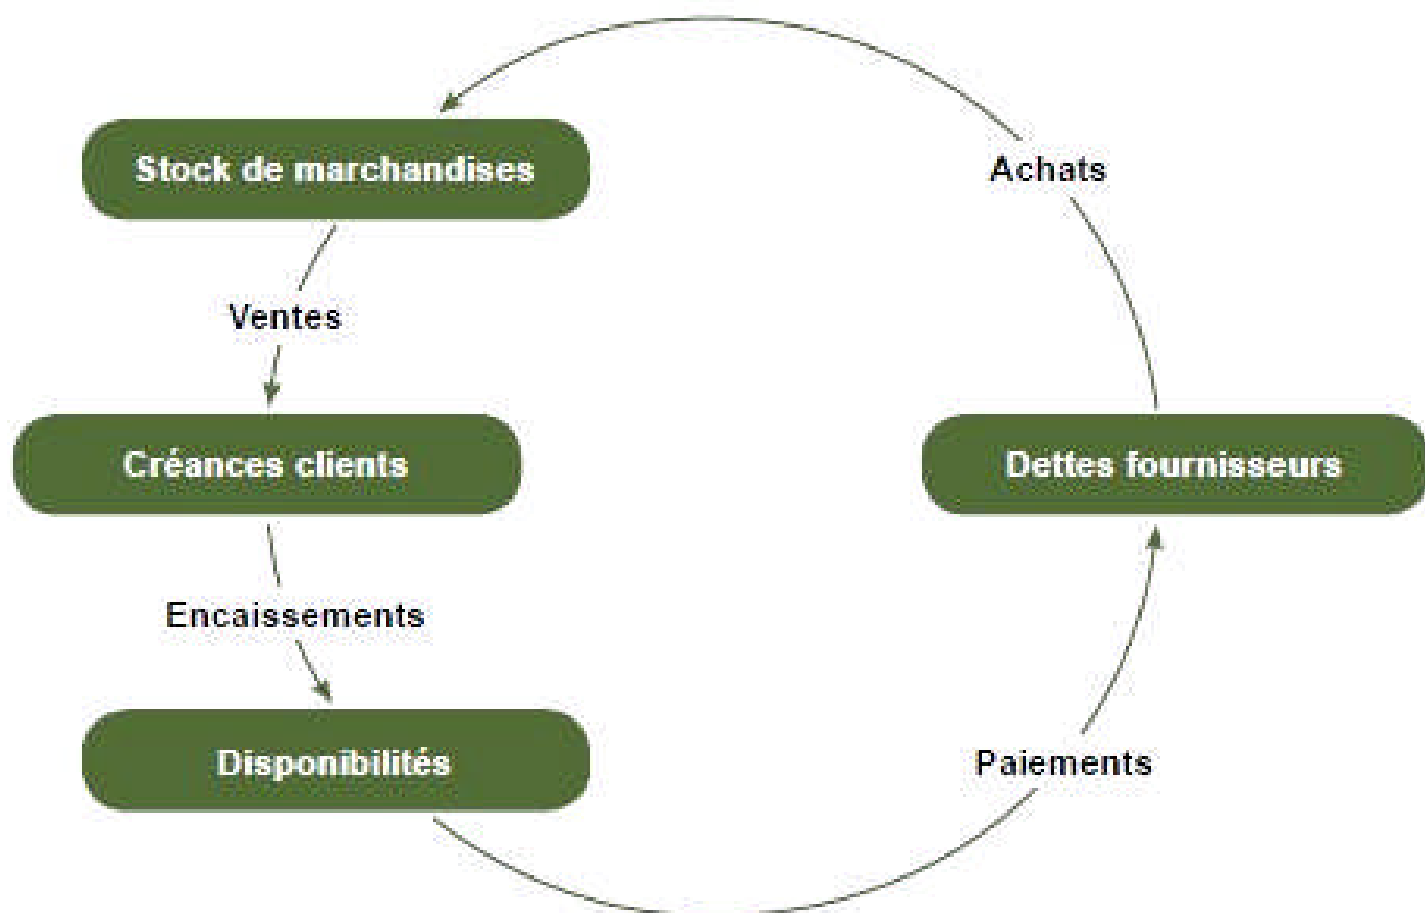 Stock de marchandises
Achats
Ventes
Créances clients
Dettes fournisseurs
Encaissements
Disponibilités
Paiements